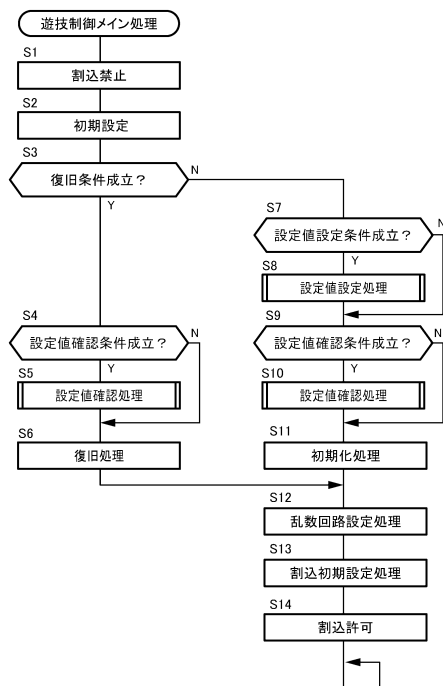 遊技制御メイン処理
S1
割込禁止
S2
初期設定
S3
復旧条件成立？
N
Y
S7
設定値設定条件成立？
N
Y
S8
設定値設定処理
S4
設定値確認条件成立？
N
Y
S5
設定値確認処理
S6
復旧処理
S9
設定値確認条件成立？
N
Y
S10
設定値確認処理
S11
初期化処理
S12
乱数回路設定処理
S13
割込初期設定処理
S14
割込許可